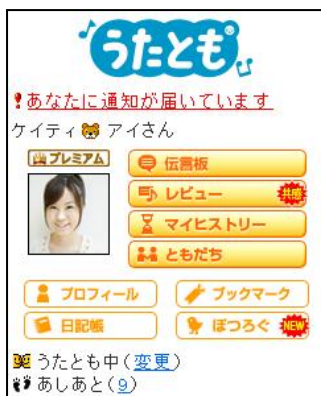 うたとも®
あなたに通知が届いています
ケイティ アイさん
プレミアム
伝言板
レビュー 共感
マイヒストリー
ともだち
プロフィール ブックマーク
日記帳 ぽつろぐ NEW
うたとも中(変更)
あしあと(9)